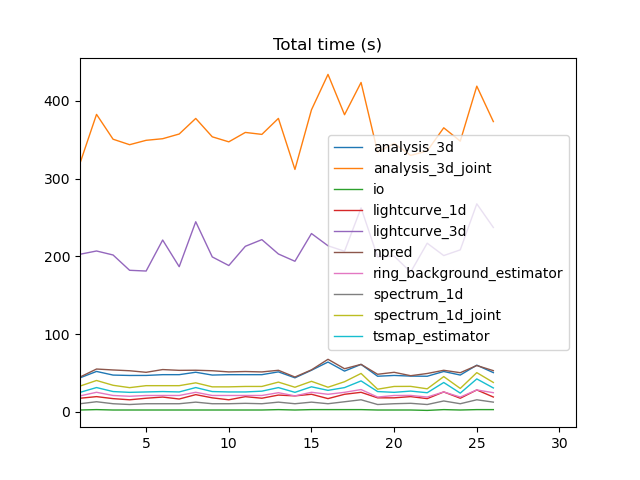 Total time (s)
400
300
200
100
0
analysis_3d
analysis_3d_joint
io
lightcurve_1d
lightcurve_3d
npred
ring_background_estimator
spectrum_1d
spectrum_1d_joint
tsmap_estimator
5 10 15 20 25 30